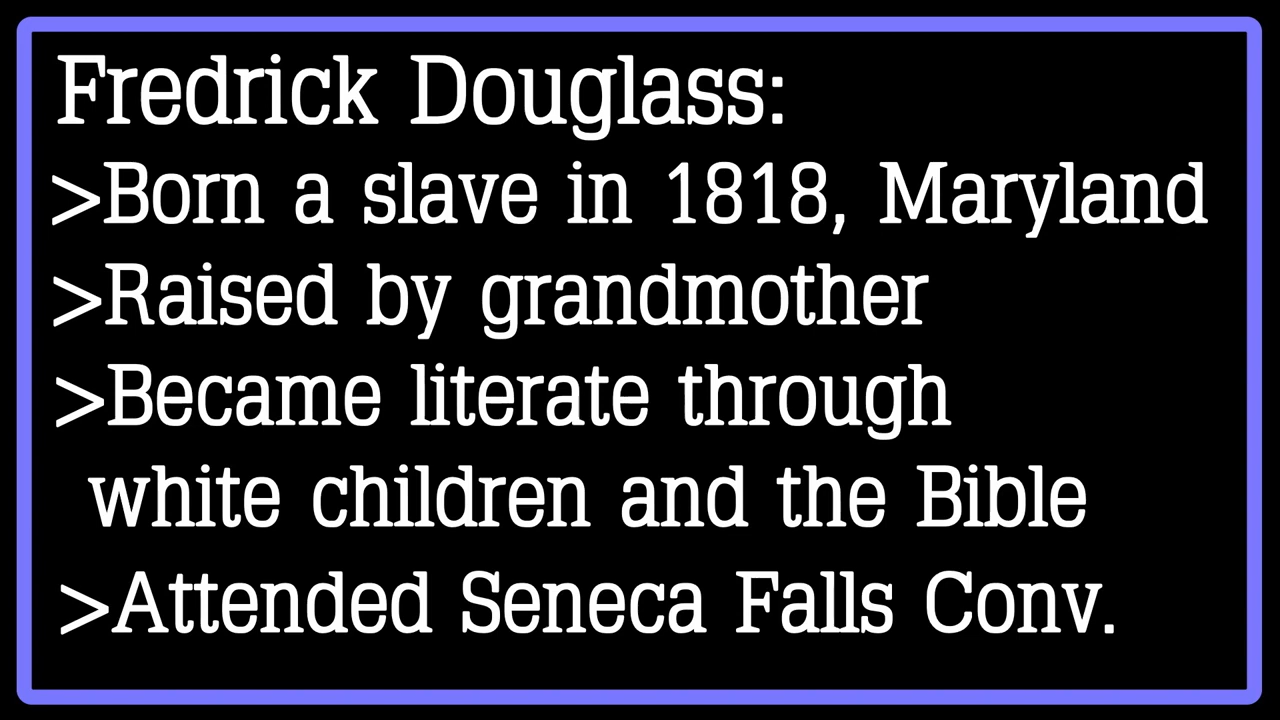 Fredrick Douglass:
>Born a slave in 1818, Maryland
>Raised by grandmother
>Became literate through
white children and the Bible
>Attended Seneca Falls Conv.